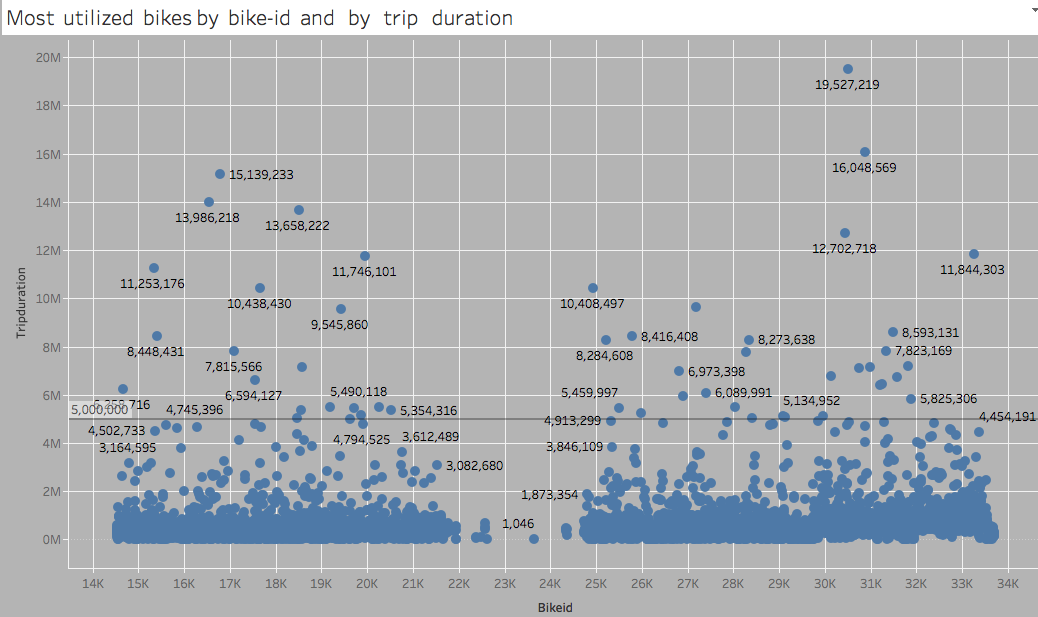 Most utilized bikes by bike-id and by trip duration
20M
19,527,219
18M
16M
16,048,569
15,139,233
14M
13,986,218
13,658,222
12M
12,702,718
11,746,101
11,844,303
11,253,176
10M
10,438,430
10,408,497
9,545,860
8M
8,448,431
8,416,408
8,593,131
8,284,608
8,273,638
7,823,169
7,815,566
6,973,398
6M
6,594,127
5,490,118
5,459,997
6,089,991
5,134,952
5,825,306
5,000,000
4,745,396
5,354,316
4,913,299
4,454,191
4M
4,502,733
4,794,525
3,612,489
3,164,595
3,846,109
3,082,680
2M
1,873,354
1,046
0M
Tripduration
14K 15K 16K 17K 18K 19K 20K 21K 22K 23K 24K 25K 26K 27K 28K 29K 30K 31K 32K 33K 34K
Bikeid